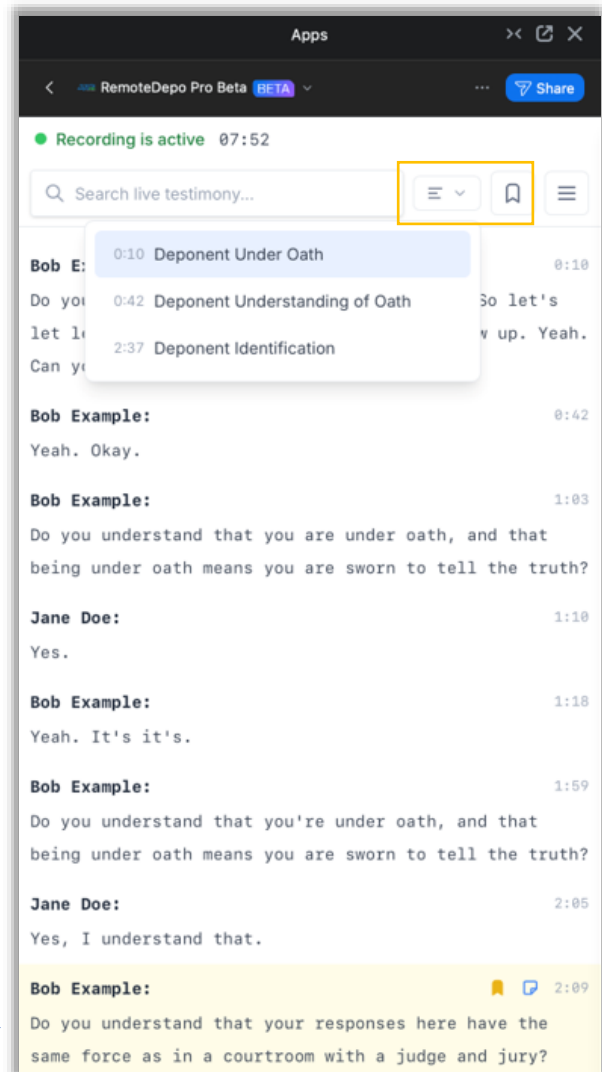 Apps
RemoteDepo Pro Beta BETA
Share
Recording is active 07:52
Search live testimony...
0:10 Deponent Under Oath
0:42 Deponent Understanding of Oath
2:37 Deponent Identification
Bob E 0:10
Do you So let's
let w up. Yeah.
Can y
Bob Example: 0:42
Yeah. Okay.
Bob Example: 1:03
Do you understand that you are under oath, and that
being under oath means you are sworn to tell the truth?
Jane Doe: 1:10
Yes.
Bob Example: 1:18
Yeah. It's it's.
Bob Example: 1:59
Do you understand that you're under oath, and that
being under oath means you are sworn to tell the truth?
Jane Doe: 2:05
Yes, I understand that.
Bob Example: 2:09
Do you understand that your responses here have the
same force as in a courtroom with a judge and jury?